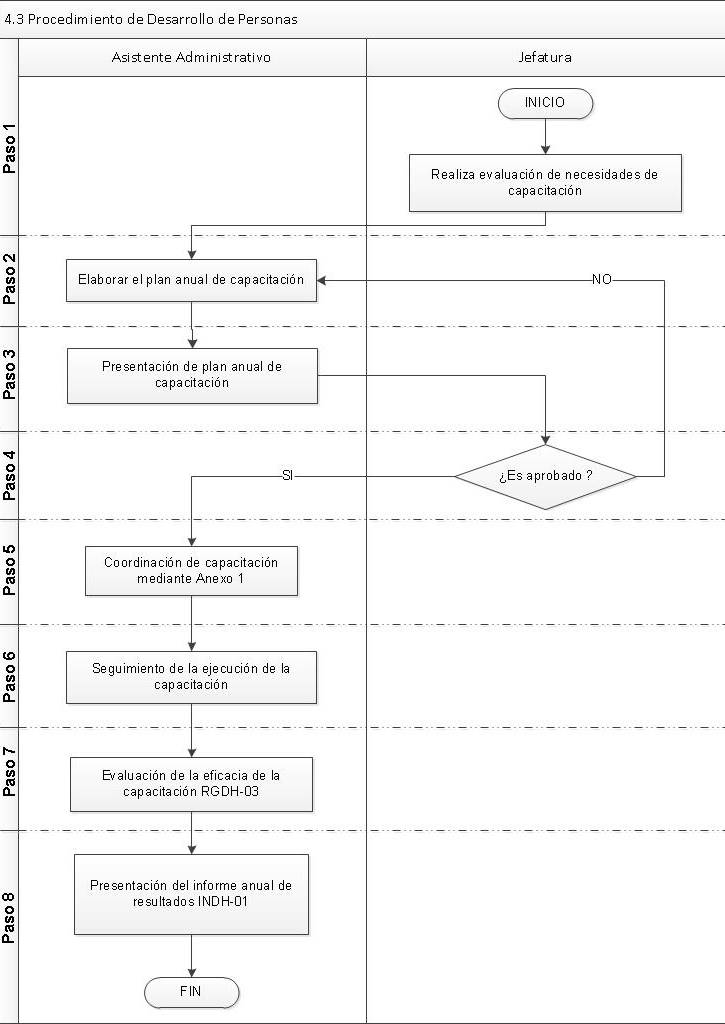 4.3 Procedimiento de Desarrollo de Personas
Asistente Administrativo
Jefatura
Paso 1
INICIO
Realiza evaluación de necesidades de
capacitación
Paso 2
Elaborar el plan anual de capacitación
NO
Paso 3
Presentación de plan anual de
capacitación
Paso 4
¿Es aprobado ?
SI
Paso 5
Coordinación de capacitación
mediante Anexo 1
Paso 6
Seguimiento de la ejecución de la
capacitación
Paso 7
Evaluación de la eficacia de la
capacitación RGDH-03
Paso 8
Presentación del informe anual de
resultados INDH-01
FIN